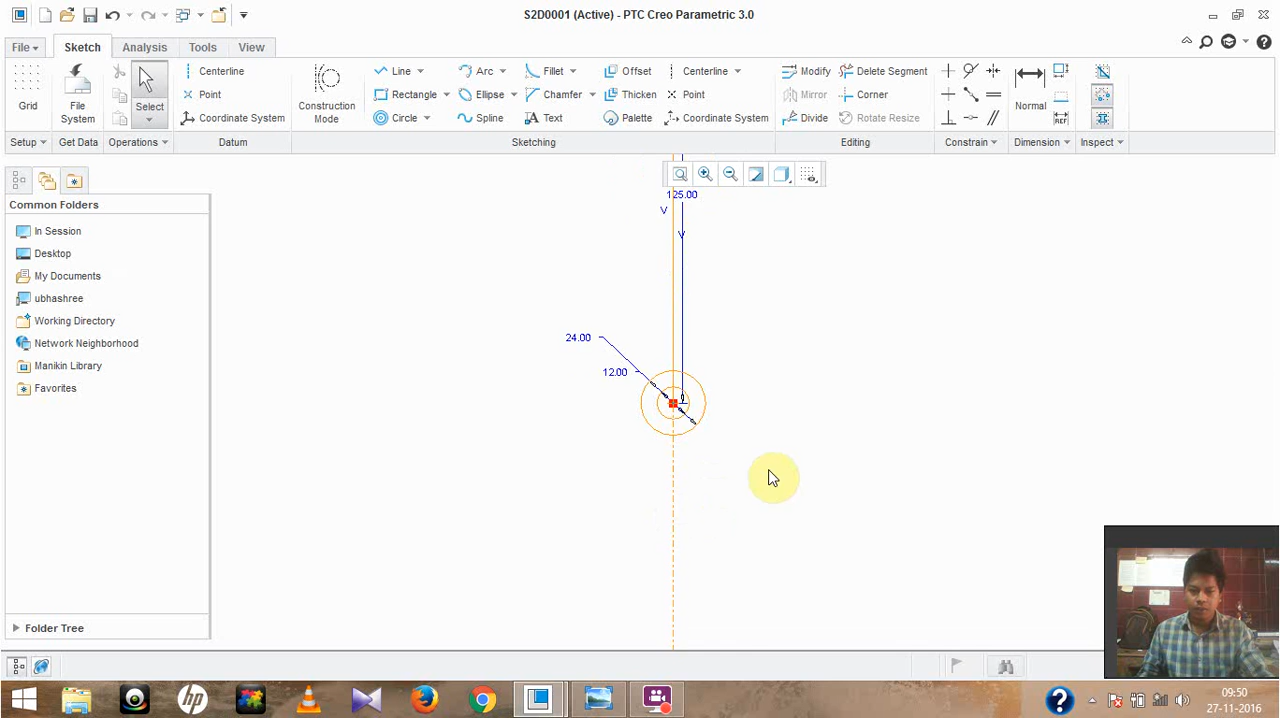 S2D0001 (Active) - PTC Creo Parametric 3.0
File Sketch Analysis Tools View
Grid
File System
Select
Centerline
Point
Coordinate System
Construction Mode
Line Arc Fillet Offset Centerline
Rectangle Ellipse Chamfer Thicken Point
Circle Spline Text Palette Coordinate System
Modify Delete Segment
Mirror Corner
Divide Rotate Resize
Normal
REF
Setup Get Data Operations Datum Sketching Editing Constrain Dimension Inspect
Common Folders
In Session
Desktop
My Documents
ubhashree
Working Directory
Network Neighborhood
Manikin Library
Favorites
Folder Tree
125.00
V
V
24.00
12.00
hp
09:50
27-11-2016